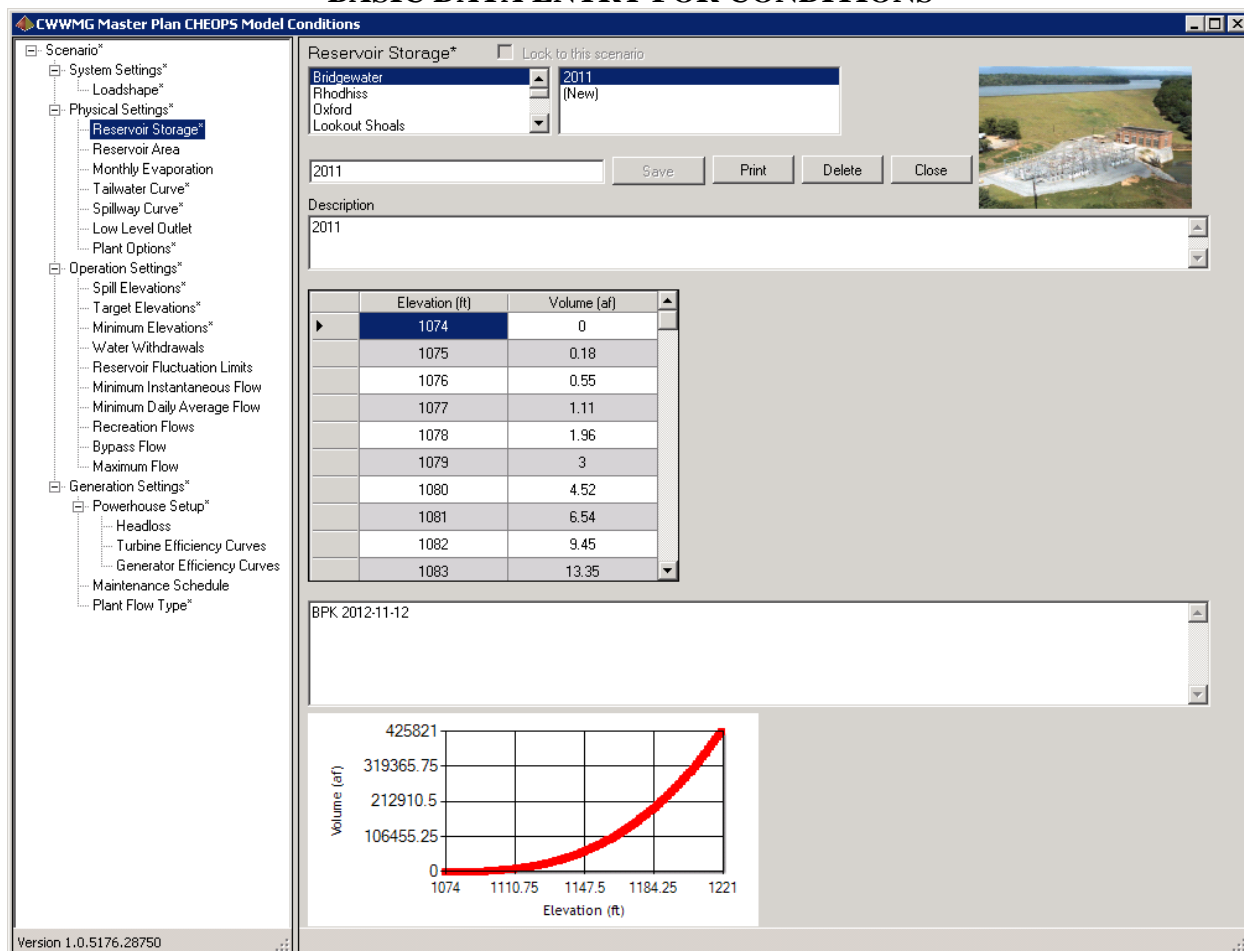 BASIC DATA ENTRY FOR CONDITIONS
CWWMG Master Plan CHEOPS Model Conditions
Scenario*
System Settings*
Loadshape*
Physical Settings*
Reservoir Storage*
Reservoir Area
Monthly Evaporation
Tailwater Curve*
Spillway Curve*
Low Level Outlet
Plant Options*
Operation Settings*
Spill Elevations*
Target Elevations*
Minimum Elevations*
Water Withdrawals
Reservoir Fluctuation Limits
Minimum Instantaneous Flow
Minimum Daily Average Flow
Recreation Flows
Bypass Flow
Maximum Flow
Generation Settings*
Powerhouse Setup*
Headloss
Turbine Efficiency Curves
Generator Efficiency Curves
Maintenance Schedule
Plant Flow Type*
Version 1.0.5176.28750
Reservoir Storage* Lock to this scenario
Bridgewater
Rhodhiss
Oxford
Lookout Shoals
2011
(New)
2011 Save Print Delete Close
Description
2011
Elevation (ft) Volume (af)
1074 0
1075 0.18
1076 0.55
1077 1.11
1078 1.96
1079 3
1080 4.52
1081 6.54
1082 9.45
1083 13.35
BPK 2012-11-12
Volume (af)
425821
319365.75
212910.5
106455.25
0
1074 1110.75 1147.5 1184.25 1221
Elevation (ft)